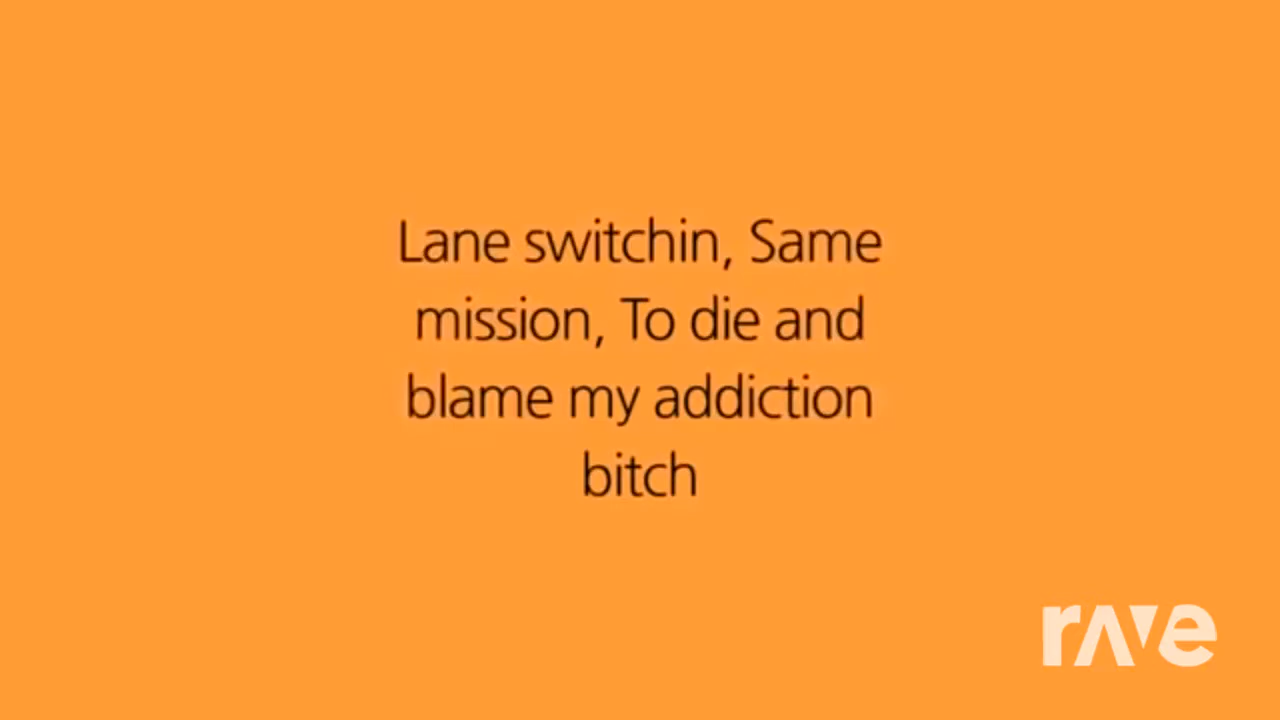 Lane switchin, Same
mission, To die and
blame my addiction
bitch
rave